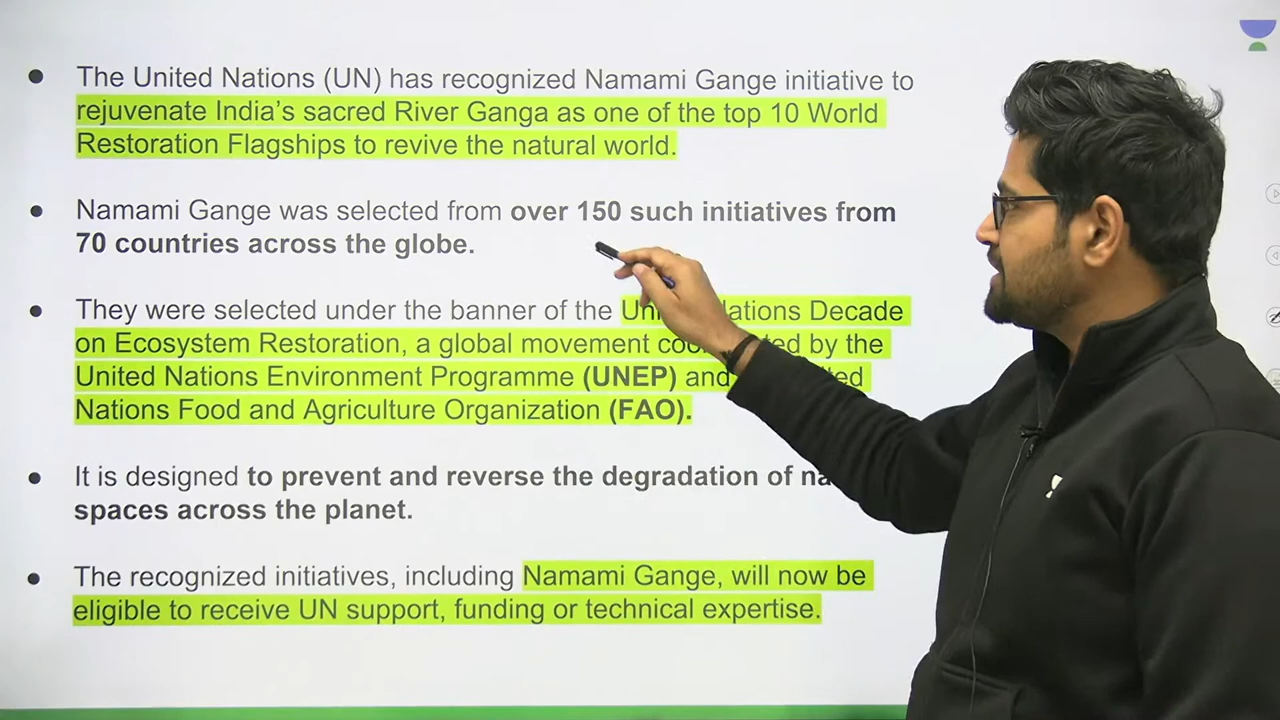 ● The United Nations (UN) has recognized Namami Gange initiative to
rejuvenate India's sacred River Ganga as one of the top 10 World
Restoration Flagships to revive the natural world.
● Namami Gange was selected from over 150 such initiatives from
70 countries across the globe.
● They were selected under the banner of the ations Decade
on Ecosystem Restoration, a global movement by the
United Nations Environment Programme (UNEP) and
Nations Food and Agriculture Organization (FAO).
● It is designed to prevent and reverse the degradation of
spaces across the planet.
● The recognized initiatives, including Namami Gange, will now be
eligible to receive UN support, funding or technical expertise.